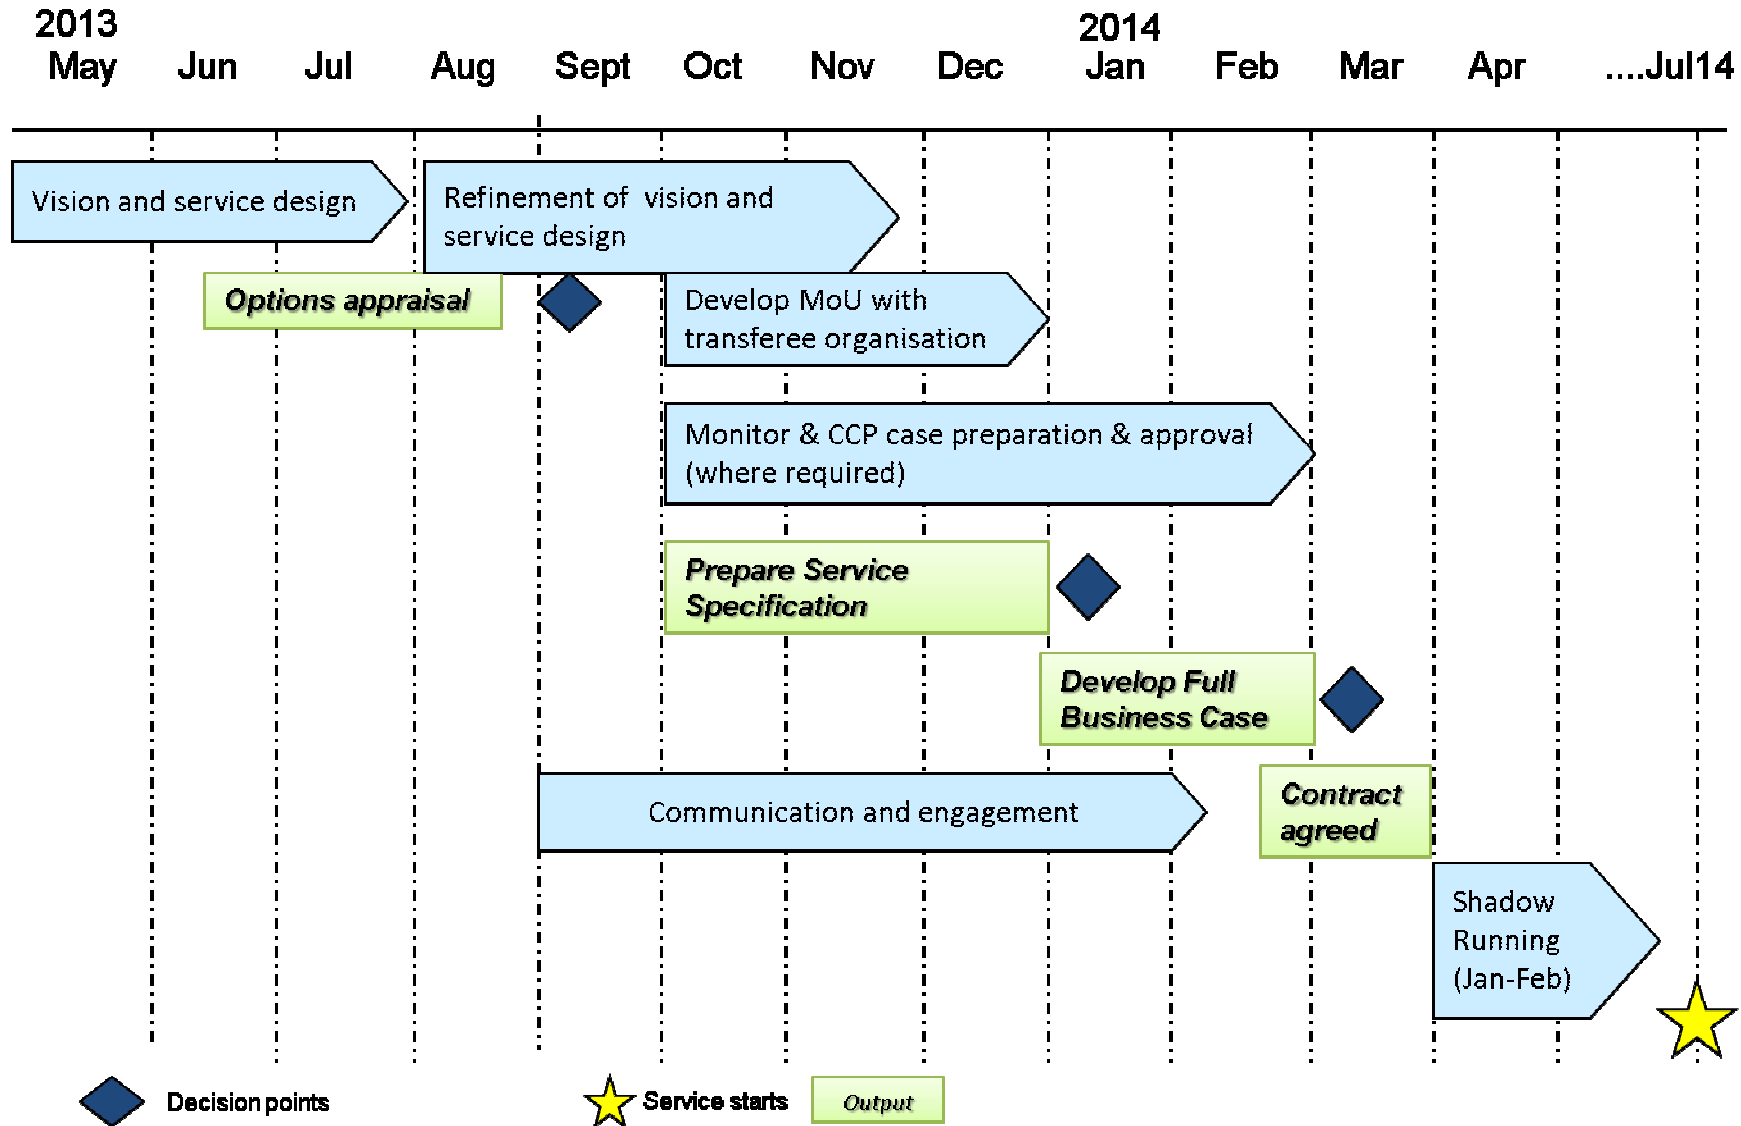 2013
2014
May Jun Jul Aug Sept Oct Nov Dec Jan Feb Mar Apr ....Jul14
Vision and service design
Refinement of vision and
service design
Options appraisal
Develop MoU with
transferee organisation
Monitor & CCP case preparation & approval
(where required)
Prepare Service
Specification
Develop Full
Business Case
Communication and engagement
Contract
agreed
Shadow
Running
(Jan-Feb)
Decision points
Service starts
Output